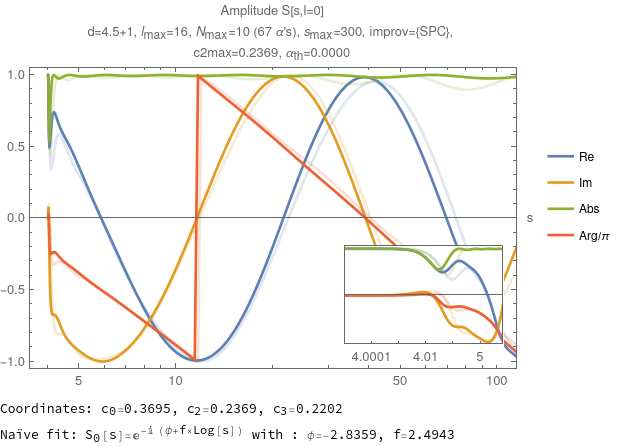 Amplitude S[s,l=0]
d=4.5+1, lmax=16, Nmax=10 (67 α's), smax=300, improv={SPC},
c2max=0.2369, αth=0.0000
1.0
0.5
0.0
−0.5
−1.0
s
Re
Im
Abs
Arg/π
4.0001 4.01 5
5 10 50 100
Coordinates: c0=0.3695, c2=0.2369, c3=0.2202
Naïve fit: S0[s]=e^-i (ϕ+f×Log[s]) with : ϕ=-2.8359, f=2.4943